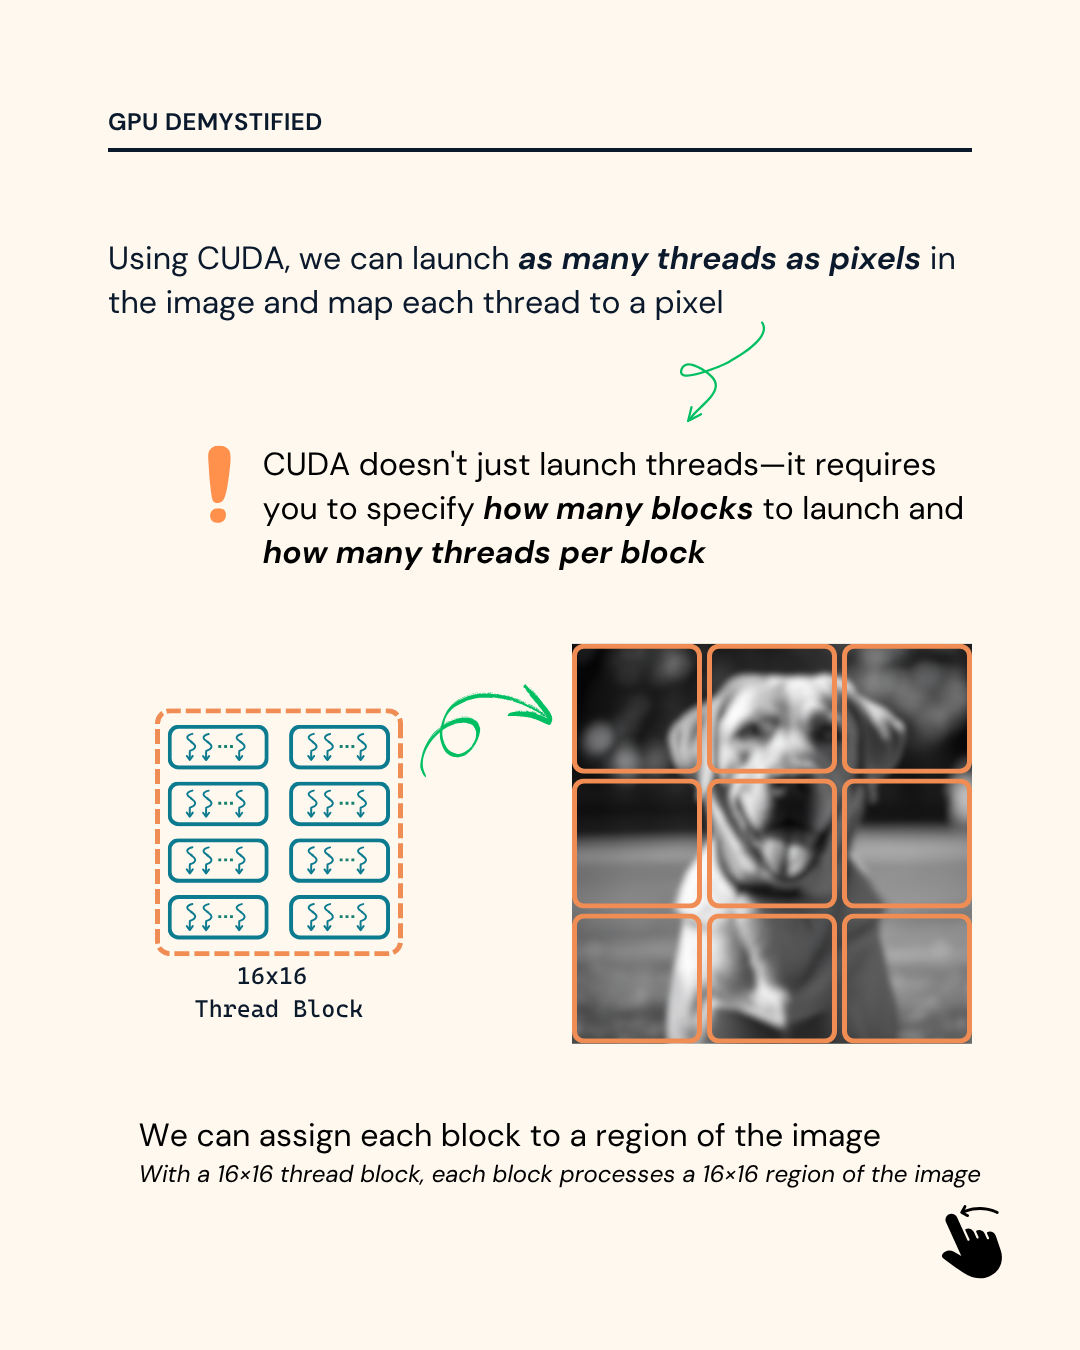 GPU DEMYSTIFIED
Using CUDA, we can launch as many threads as pixels in
the image and map each thread to a pixel
CUDA doesn't just launch threads—it requires
you to specify how many blocks to launch and
how many threads per block
16x16
Thread Block
We can assign each block to a region of the image
With a 16×16 thread block, each block processes a 16×16 region of the image